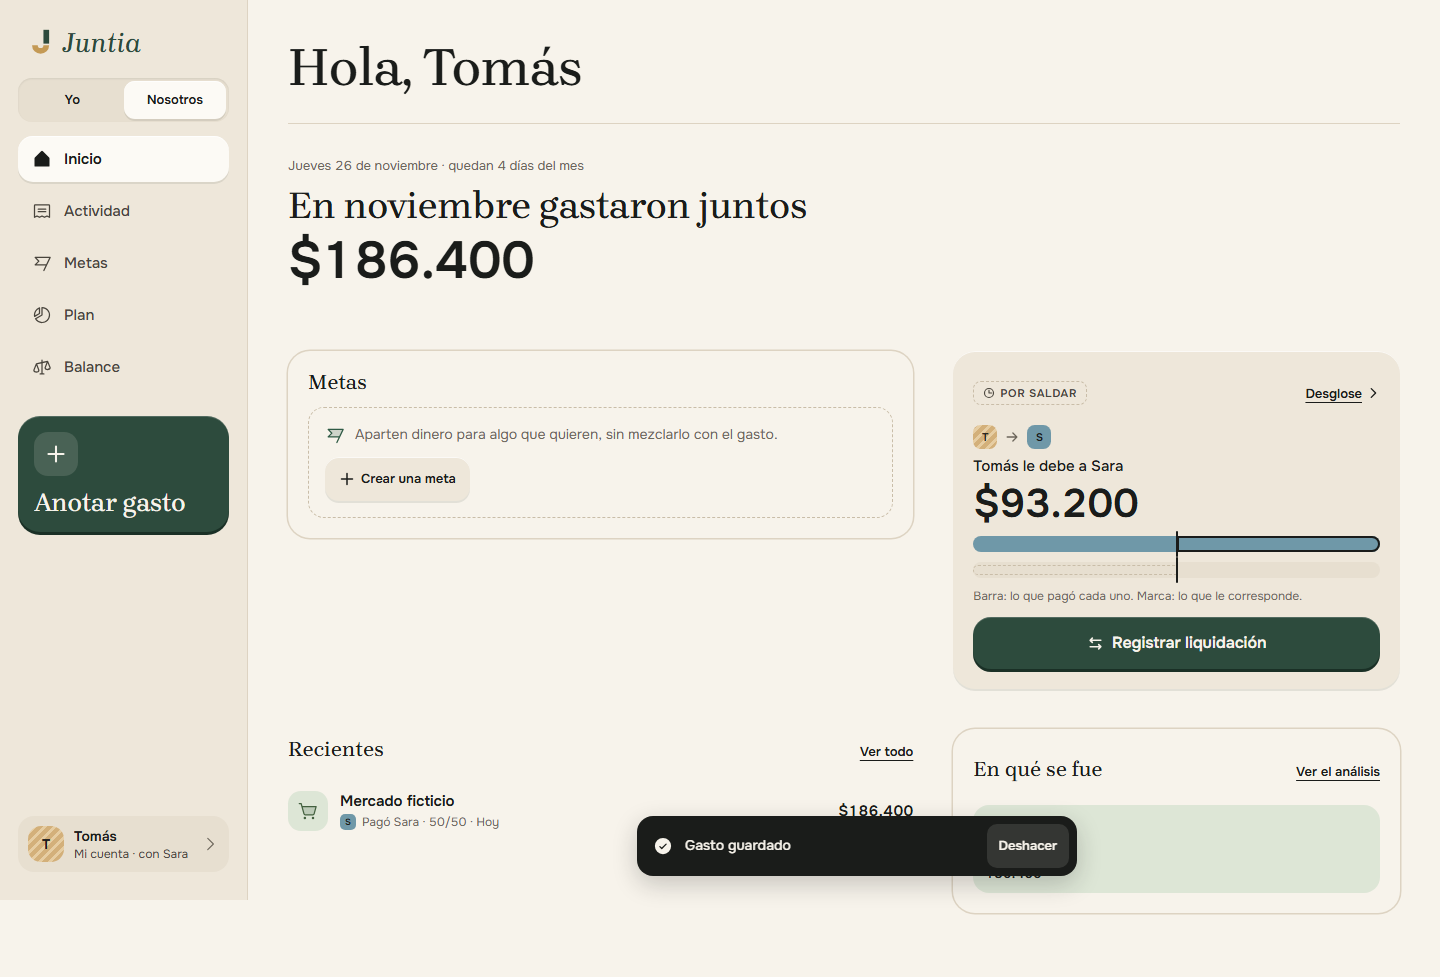 Juntia
Yo
Nosotros
Inicio
Actividad
Metas
Plan
Balance
Anotar gasto
T
Tomás
Mi cuenta · con Sara
Hola, Tomás
Jueves 26 de noviembre · quedan 4 días del mes
En noviembre gastaron juntos
$186.400
Metas
Aparten dinero para algo que quieren, sin mezclarlo con el gasto.
Crear una meta
POR SALDAR
Desglose
T
S
Tomás le debe a Sara
$93.200
Barra: lo que pagó cada uno. Marca: lo que le corresponde.
Registrar liquidación
Recientes
Ver todo
Mercado ficticio
S Pagó Sara · 50/50 · Hoy
$186.400
En qué se fue
Ver el análisis
Gasto guardado
Deshacer